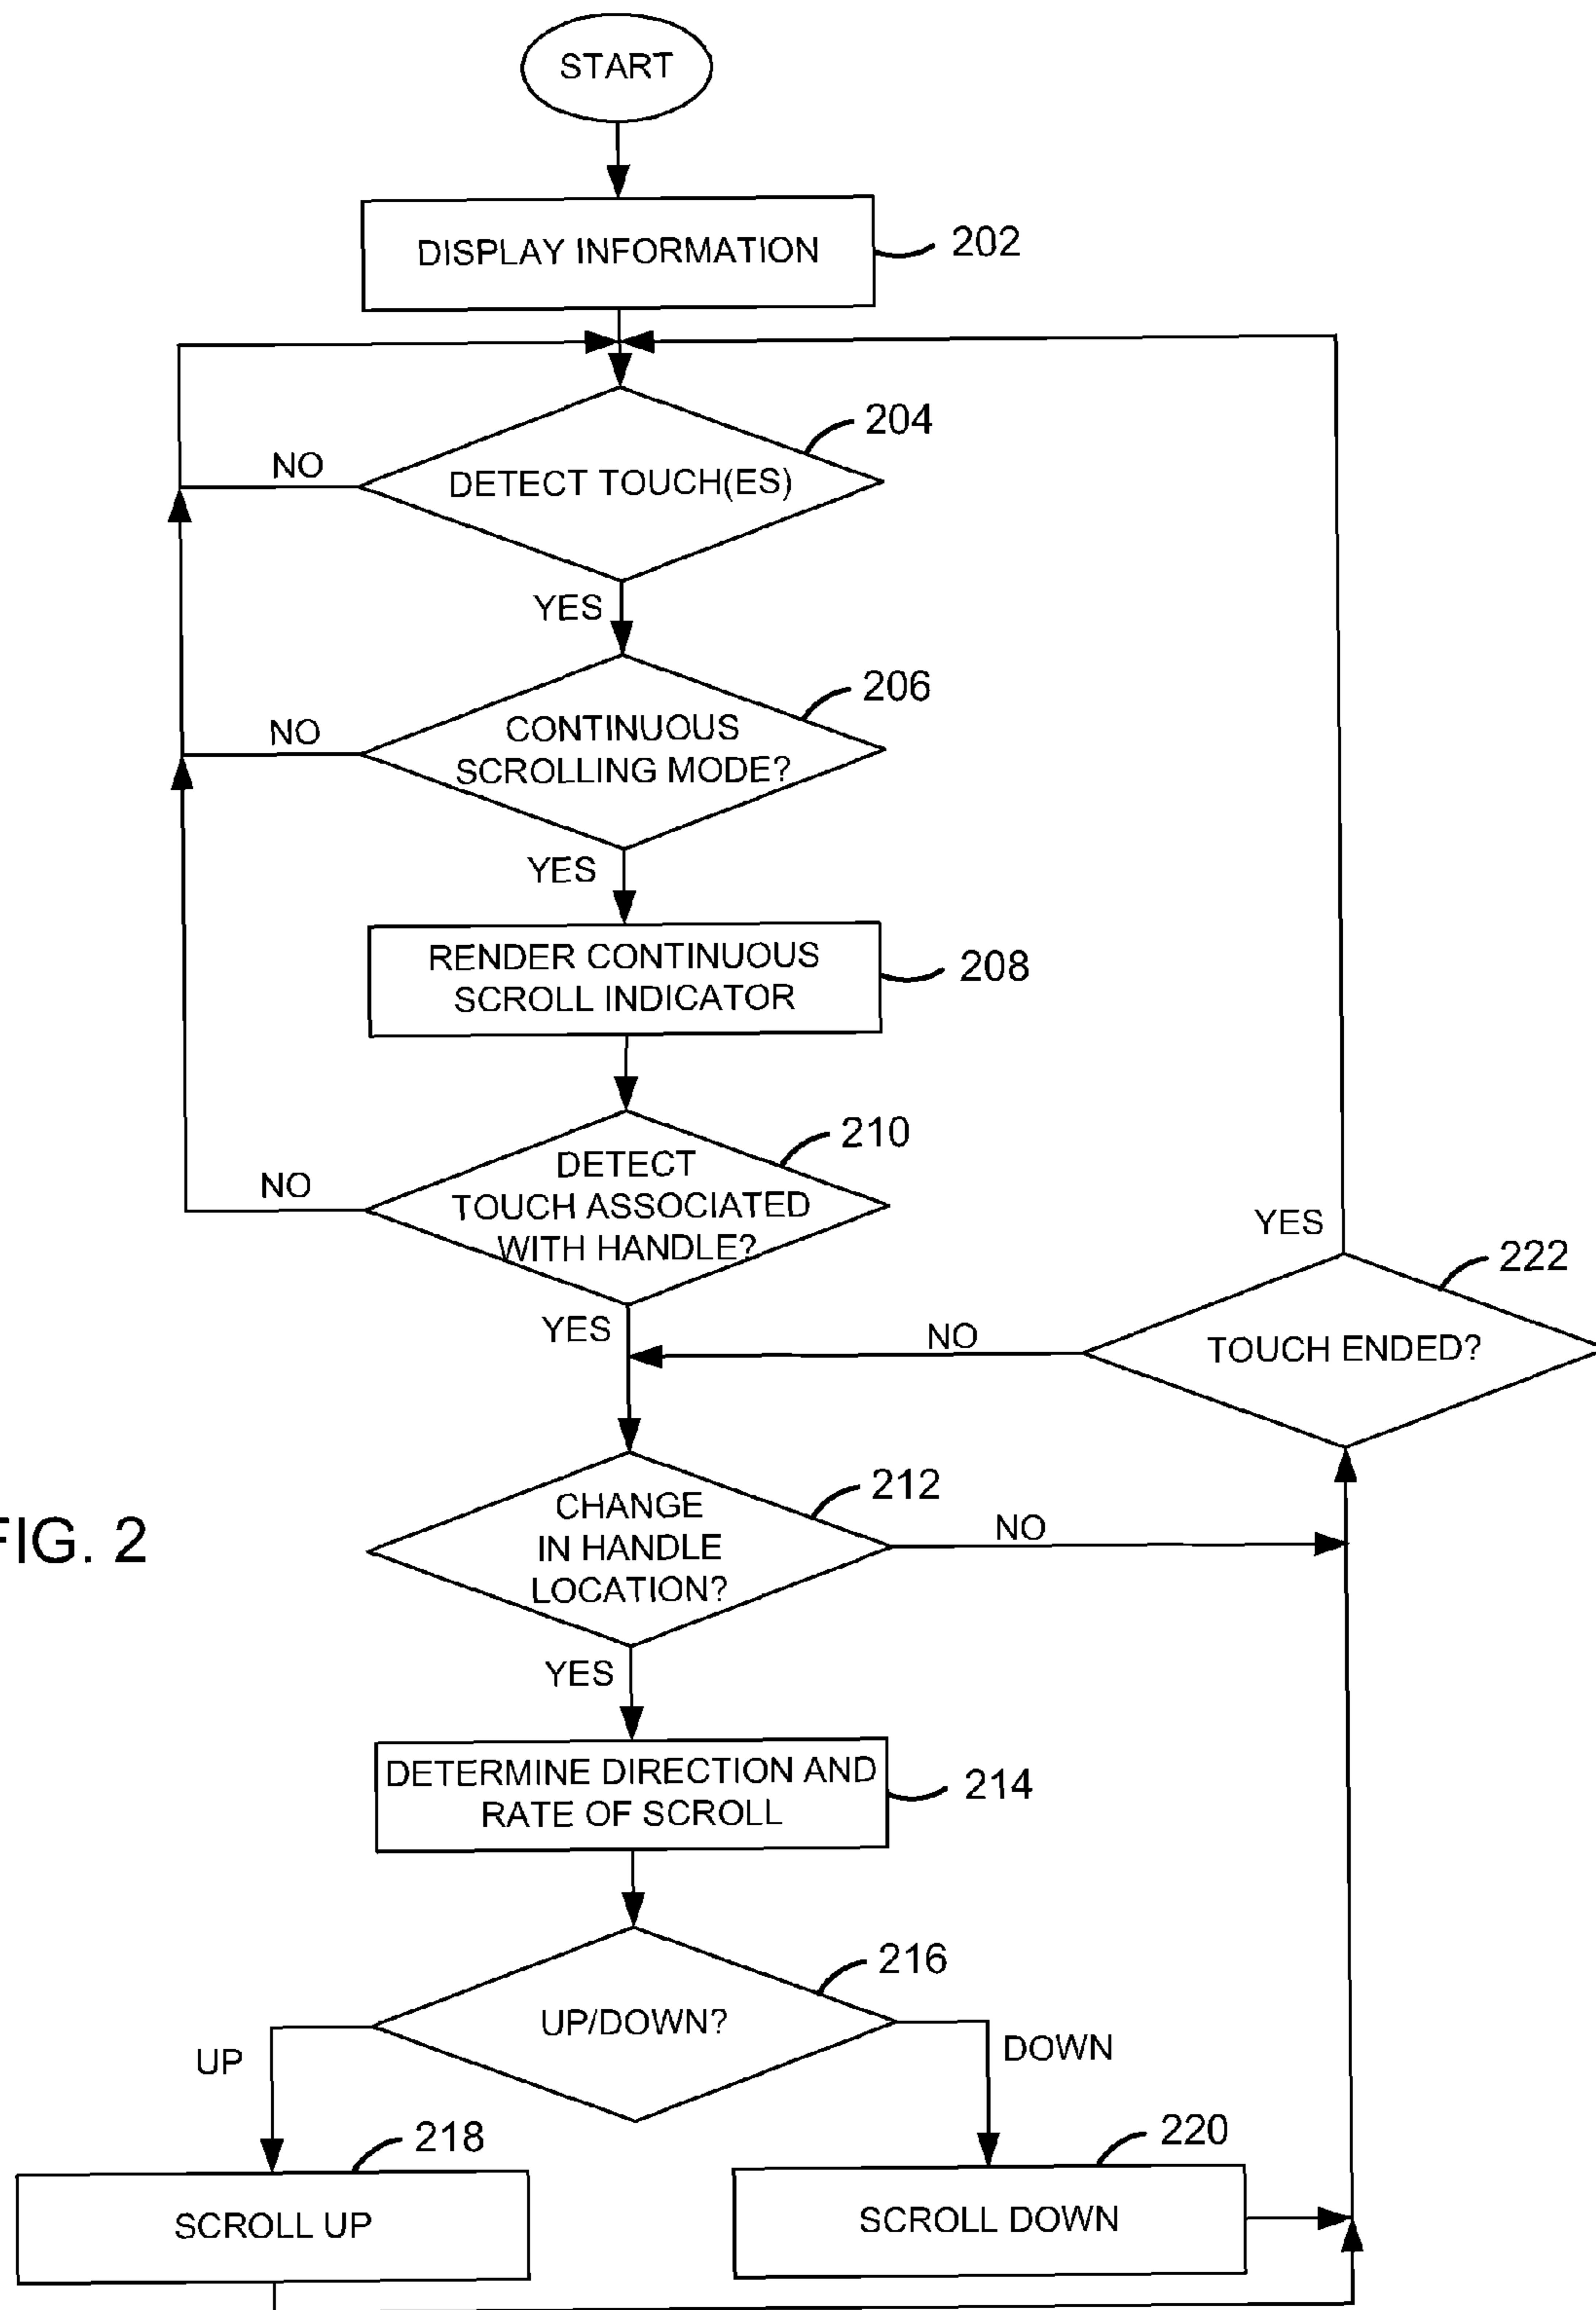 START
DISPLAY INFORMATION
202
204
NO
DETECT TOUCH(ES)
YES
206
NO
CONTINUOUS
SCROLLING MODE?
YES
RENDER CONTINUOUS
SCROLL INDICATOR
208
210
NO
DETECT
TOUCH ASSOCIATED
WITH HANDLE?
YES
YES
222
NO
TOUCH ENDED?
212
CHANGE
IN HANDLE
LOCATION?
NO
FIG. 2
YES
DETERMINE DIRECTION AND
RATE OF SCROLL
214
216
UP/DOWN?
UP
DOWN
218
220
SCROLL UP
SCROLL DOWN